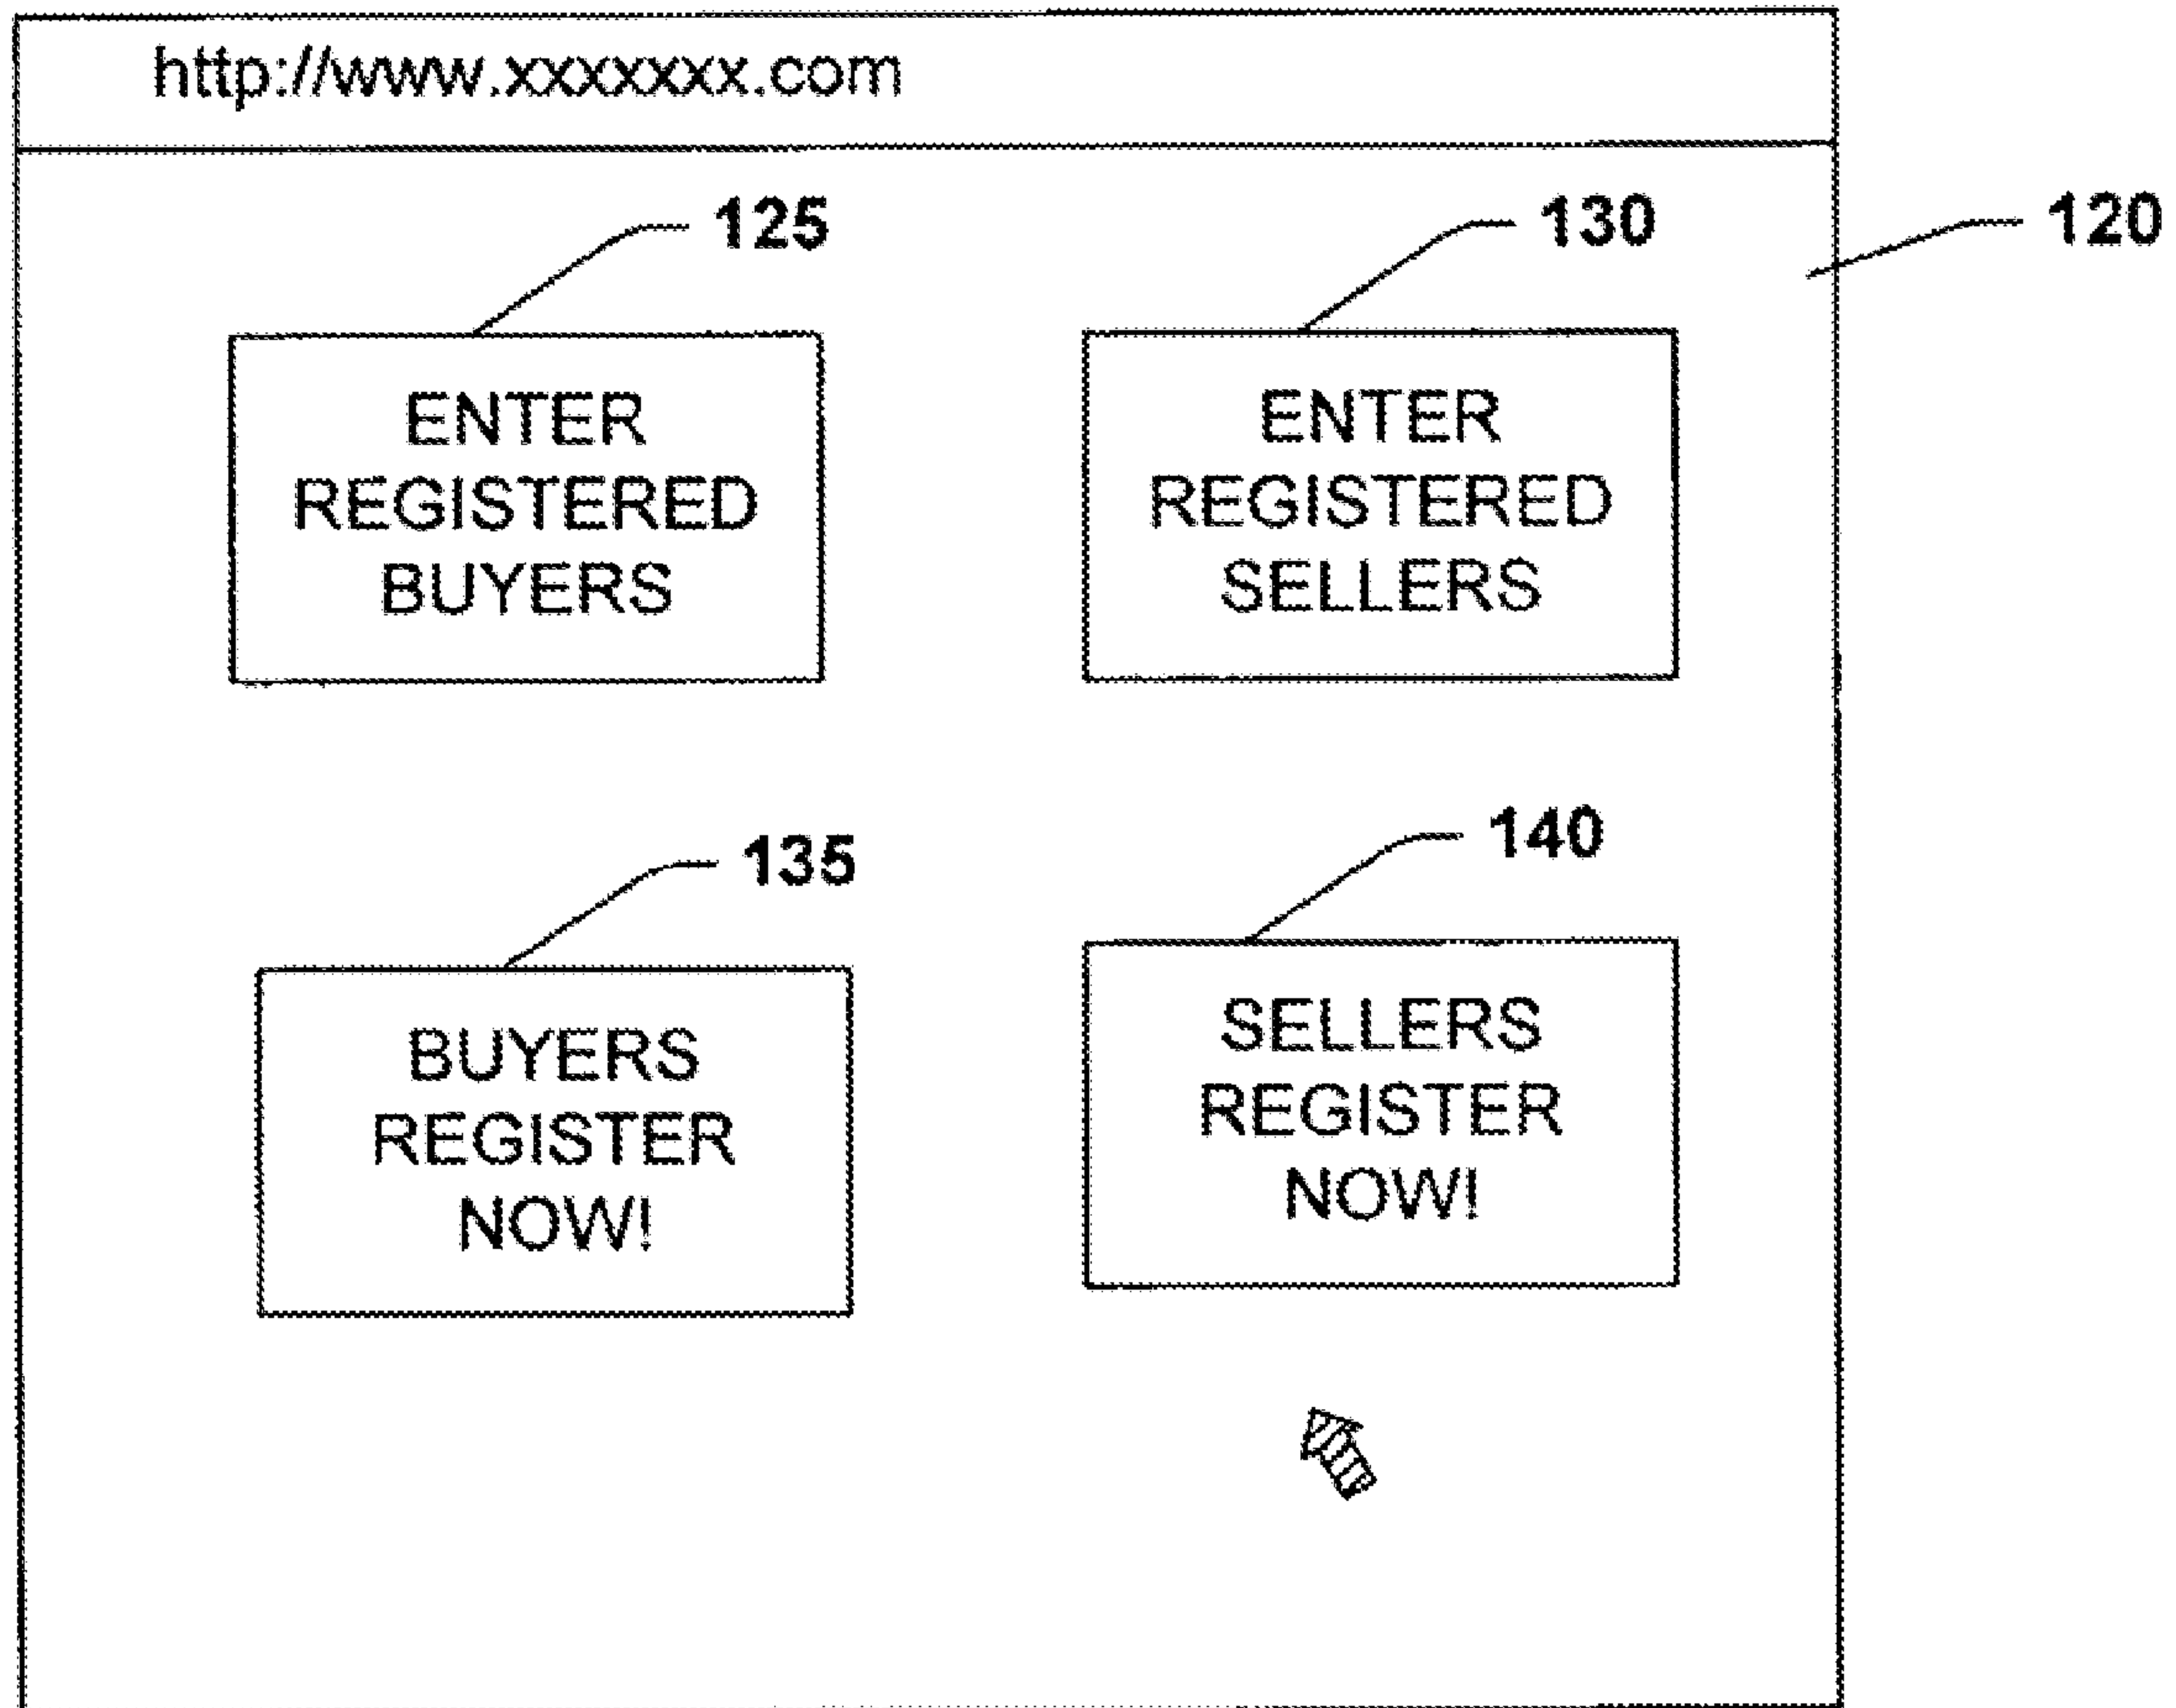 http://www.xxxxxxx.com
125
130
120
ENTER
REGISTERED
BUYERS
ENTER
REGISTERED
SELLERS
135
140
BUYERS
REGISTER
NOW!
SELLERS
REGISTER
NOW!